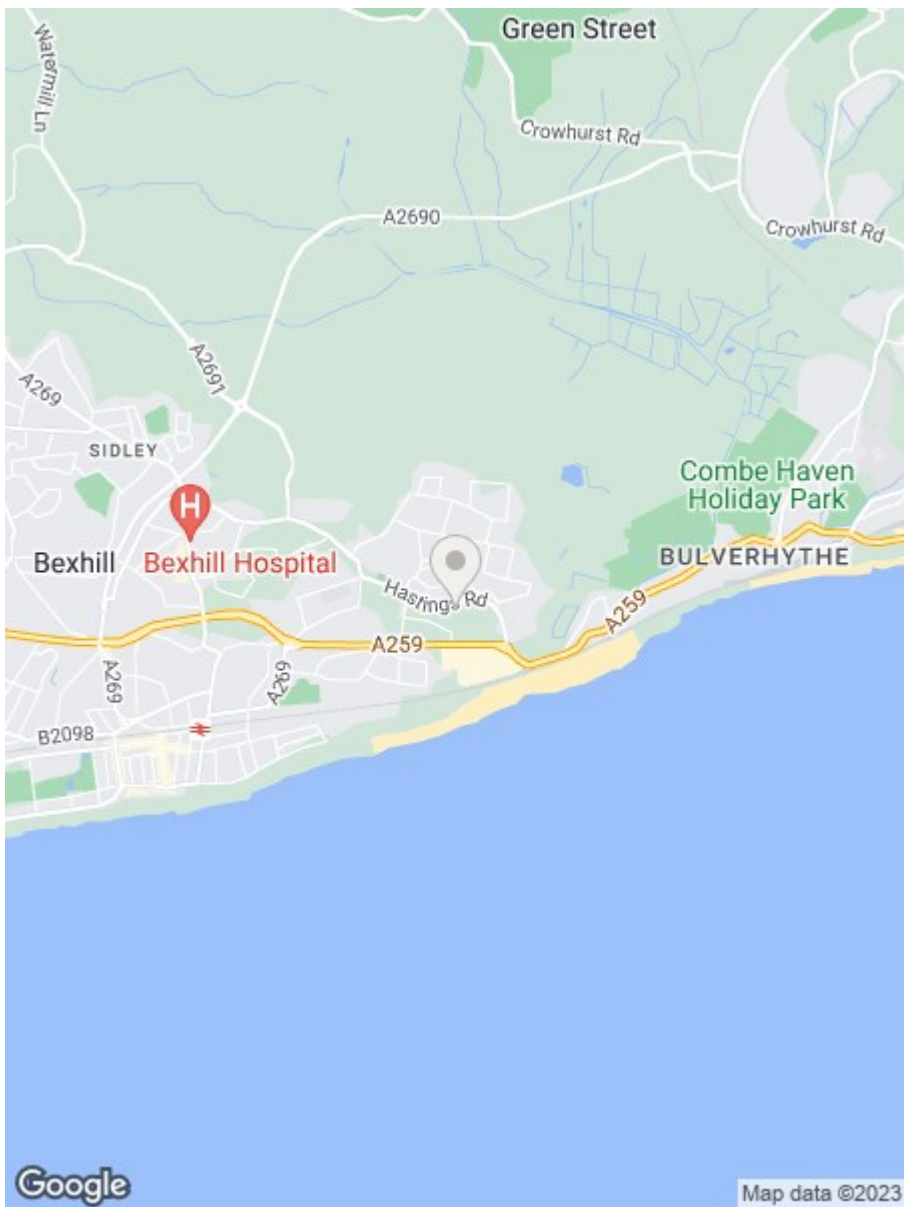 Green Street
Watermill Ln
Crowhurst Rd
A2690
Crowhurst Rd
A2691
A269
SIDLEY
Combe Haven
Holiday Park
H
Bexhill
Bexhill Hospital
BULVERHYTHE
Hastings Rd
A259
A259
A269
A269
B2098
Google
Map data ©2023